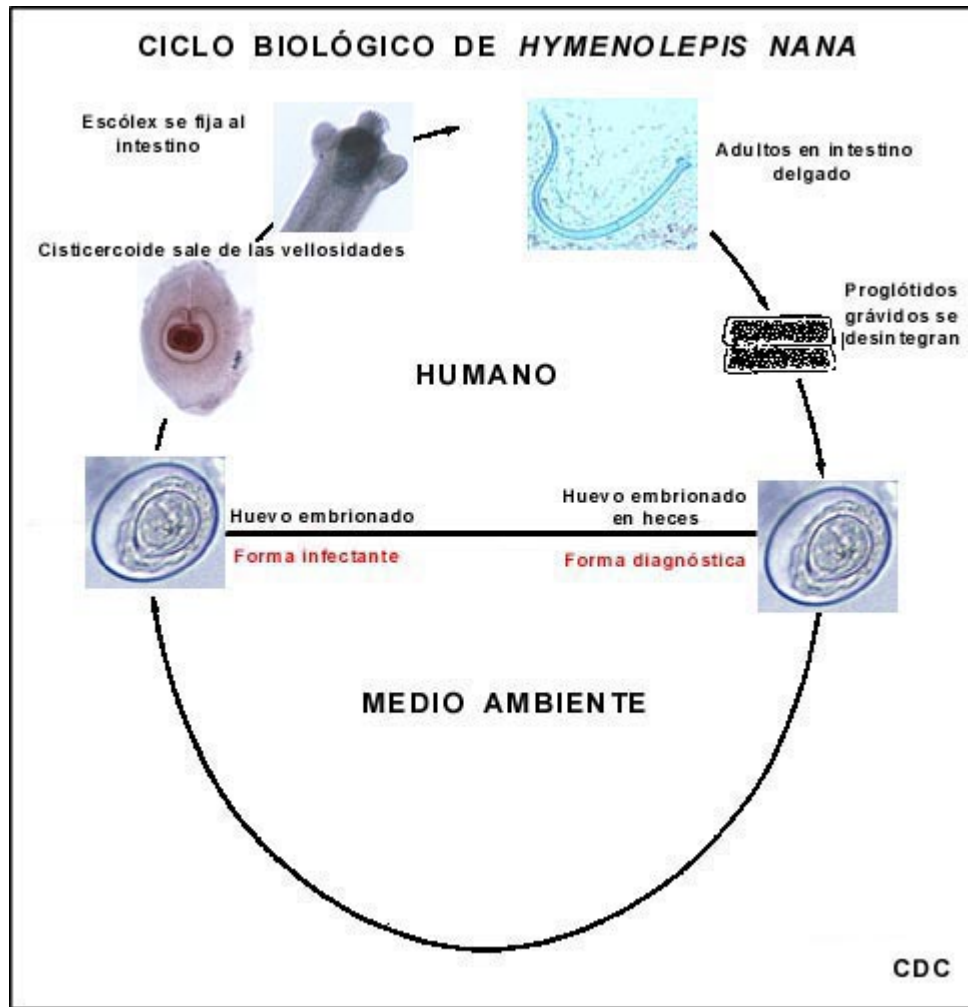 CICLO BIOLÓGICO DE HYMENOLEPIS NANA
Escólex se fija al
intestino
Adultos en intestino
delgado
Cisticercoide sale de las vellosidades
Proglótidos
grávidos se
desintegran
HUMANO
Huevo embrionado
Forma infectante
Huevo embrionado
en heces
Forma diagnóstica
MEDIO AMBIENTE
CDC